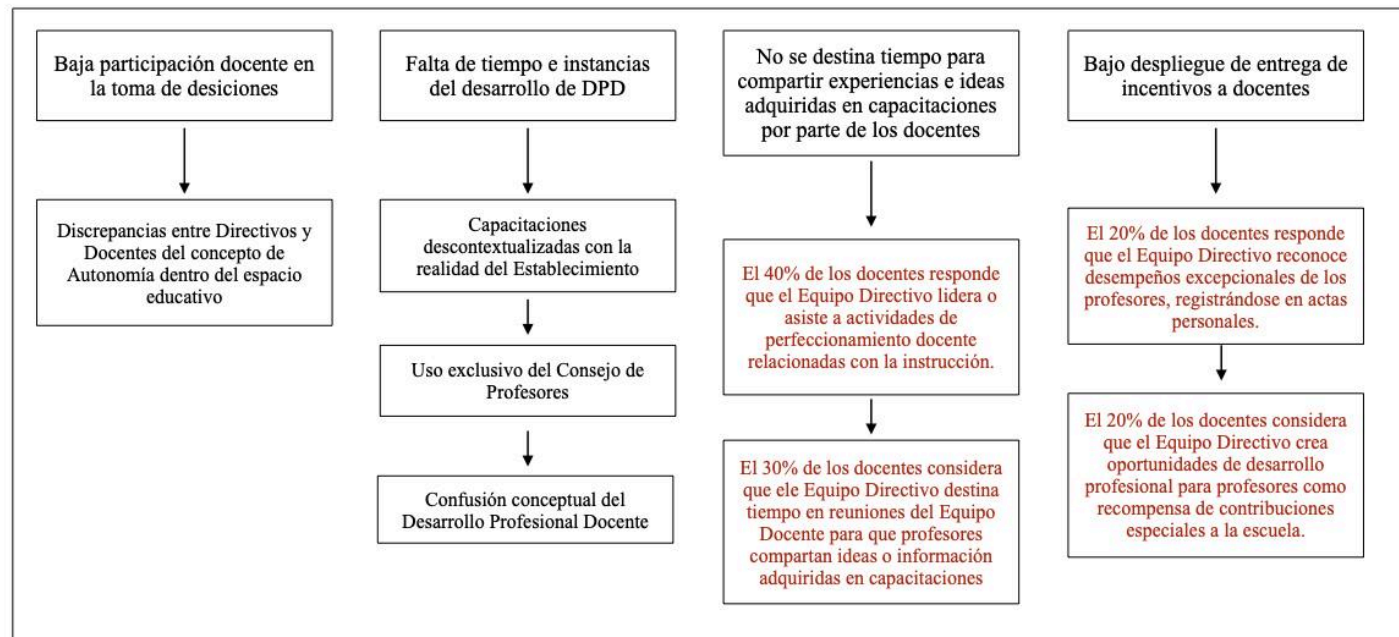 Baja participación docente en
la toma de desiciones
Discrepancias entre Directivos y
Docentes del concepto de
Autonomía dentro del espacio
educativo
Falta de tiempo e instancias
del desarrollo de DPD
Capacitaciones
descontextualizadas con la
realidad del Establecimiento
Uso exclusivo del Consejo de
Profesores
Confusión conceptual del
Desarrollo Profesional Docente
No se destina tiempo para
compartir experiencias e ideas
adquiridas en capacitaciones
por parte de los docentes
El 40% de los docentes responde
que el Equipo Directivo lidera o
asiste a actividades de
perfeccionamiento docente
relacionadas con la instrucción.
El 30% de los docentes considera
que ele Equipo Directivo destina
tiempo en reuniones del Equipo
Docente para que profesores
compartan ideas o información
adquiridas en capacitaciones
Bajo despliegue de entrega de
incentivos a docentes
El 20% de los docentes responde
que el Equipo Directivo reconoce
desempeños excepcionales de los
profesores, registrándose en actas
personales.
El 20% de los docentes considera
que el Equipo Directivo crea
oportunidades de desarrollo
profesional para profesores como
recompensa de contribuciones
especiales a la escuela.